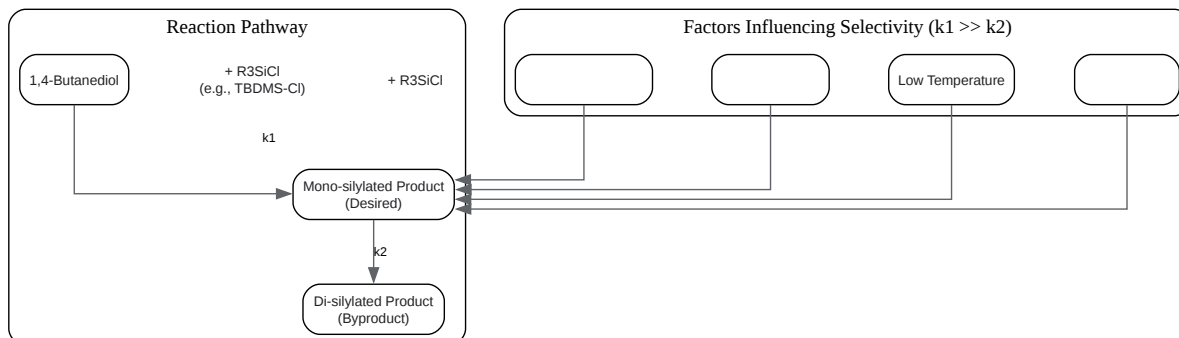 Reaction Pathway
Factors Influencing Selectivity (k1 >> k2)
1,4-Butanediol
+ R3SiCl
(e.g., TBDMS-Cl)
+ R3SiCl
Low Temperature
k1
Mono-silylated Product
(Desired)
k2
Di-silylated Product
(Byproduct)